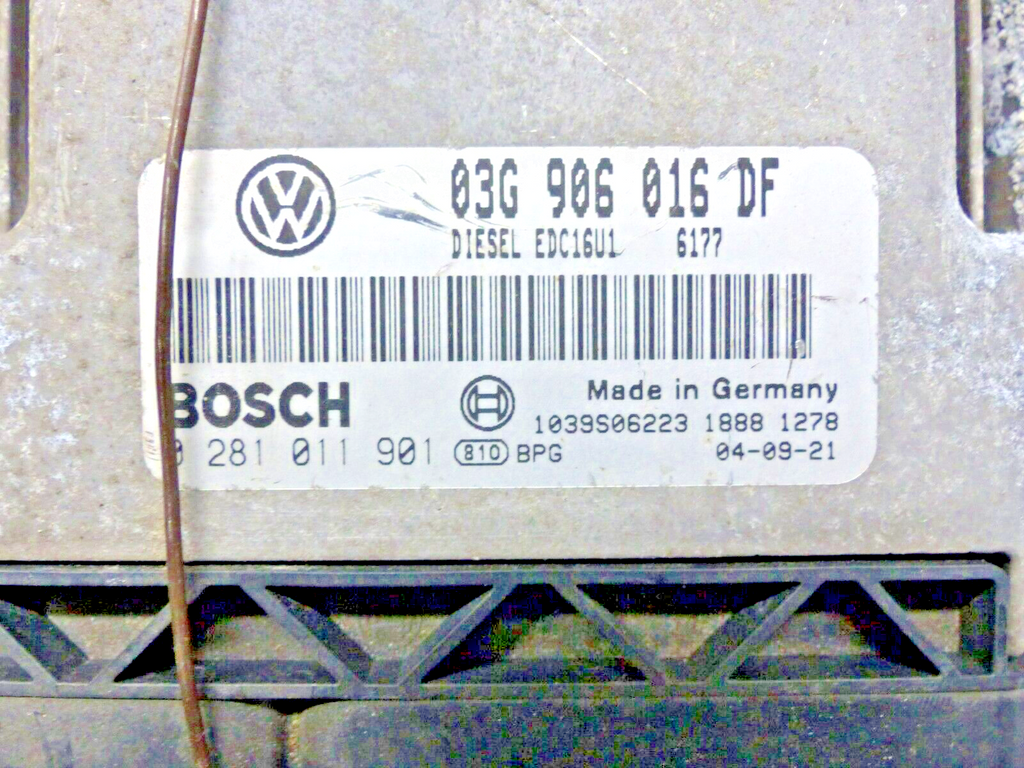 03G 906 016 DF
DIESEL EDC16U1 6177
BOSCH
Made in Germany
1039S06223 1888 1278
0 281 011 901 810 BPG 04-09-21